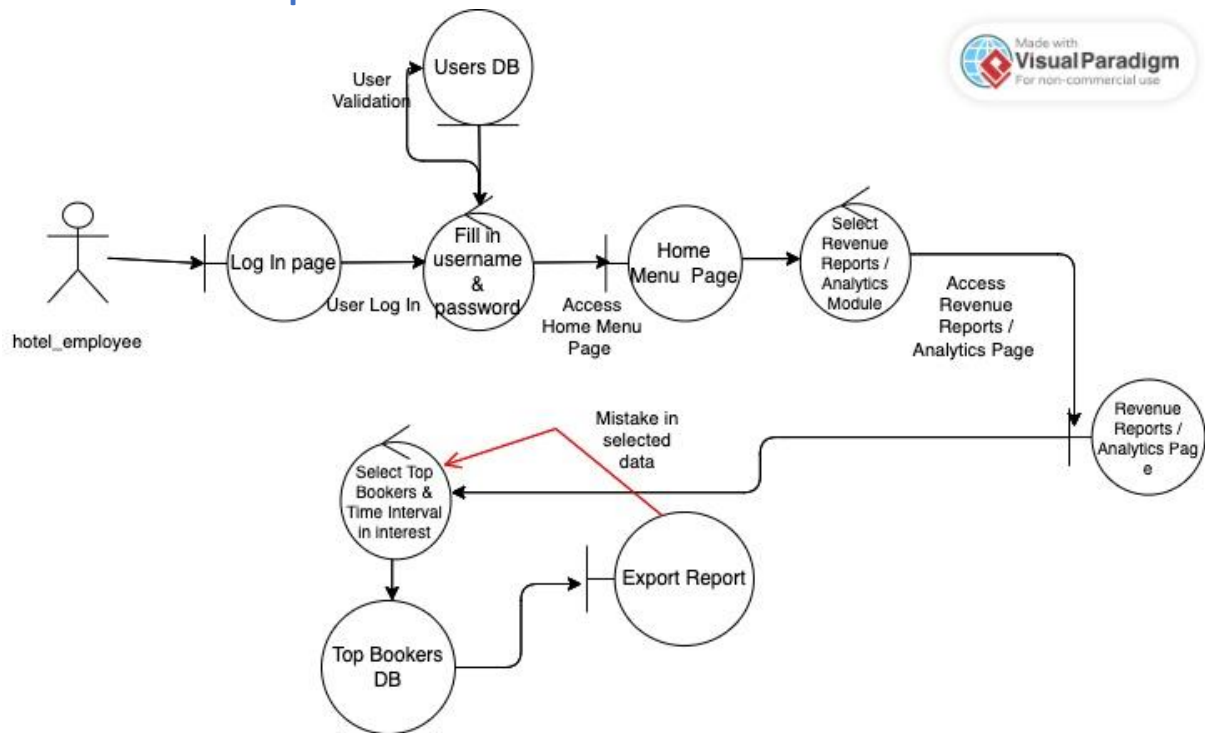 Made with
Visual Paradigm
For non-commercial use
Users DB
User
Validation
Log In page
User Log In
Fill in
username
&
password
Access
Home Menu
Page
Home
Menu Page
Select
Revenue
Reports /
Analytics
Module
Access
Revenue
Reports /
Analytics Page
hotel_employee
Revenue
Reports /
Analytics Pag
e
Mistake in
selected
data
Select Top
Bookers &
Time Interval
in interest
Export Report
Top Bookers
DB